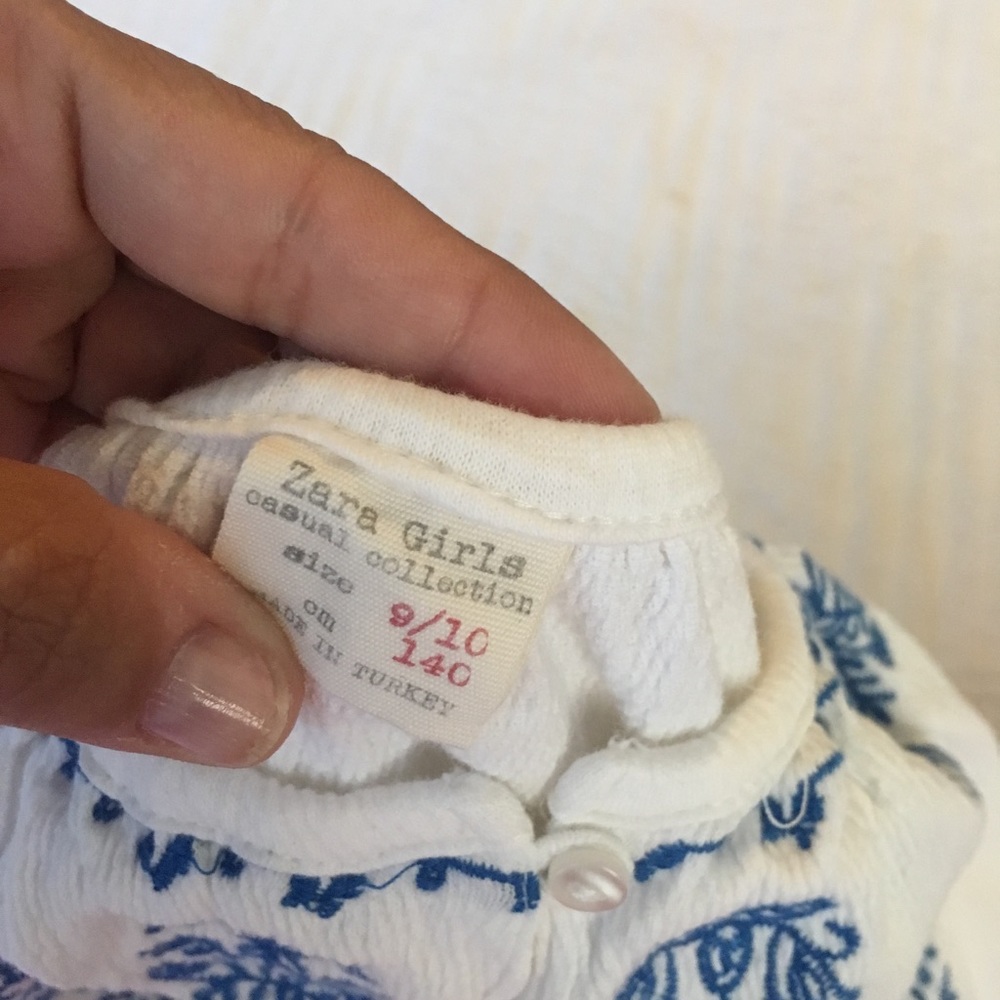 Zara Girls
casual collection
size 9/10
cm 140
MADE IN TURKEY